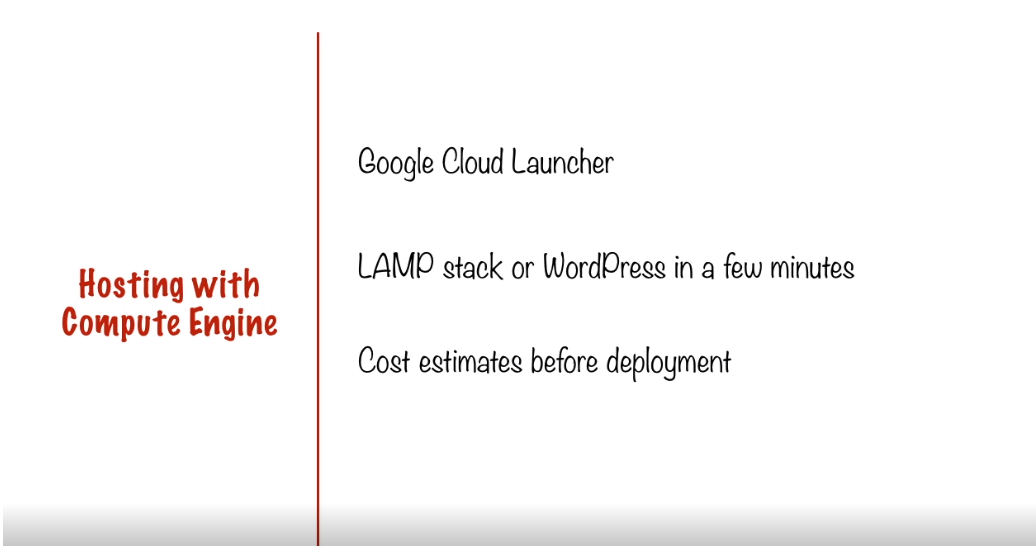 Hosting with
Compute Engine
Google Cloud Launcher
LAMP stack or WordPress in a few minutes
Cost estimates before deployment